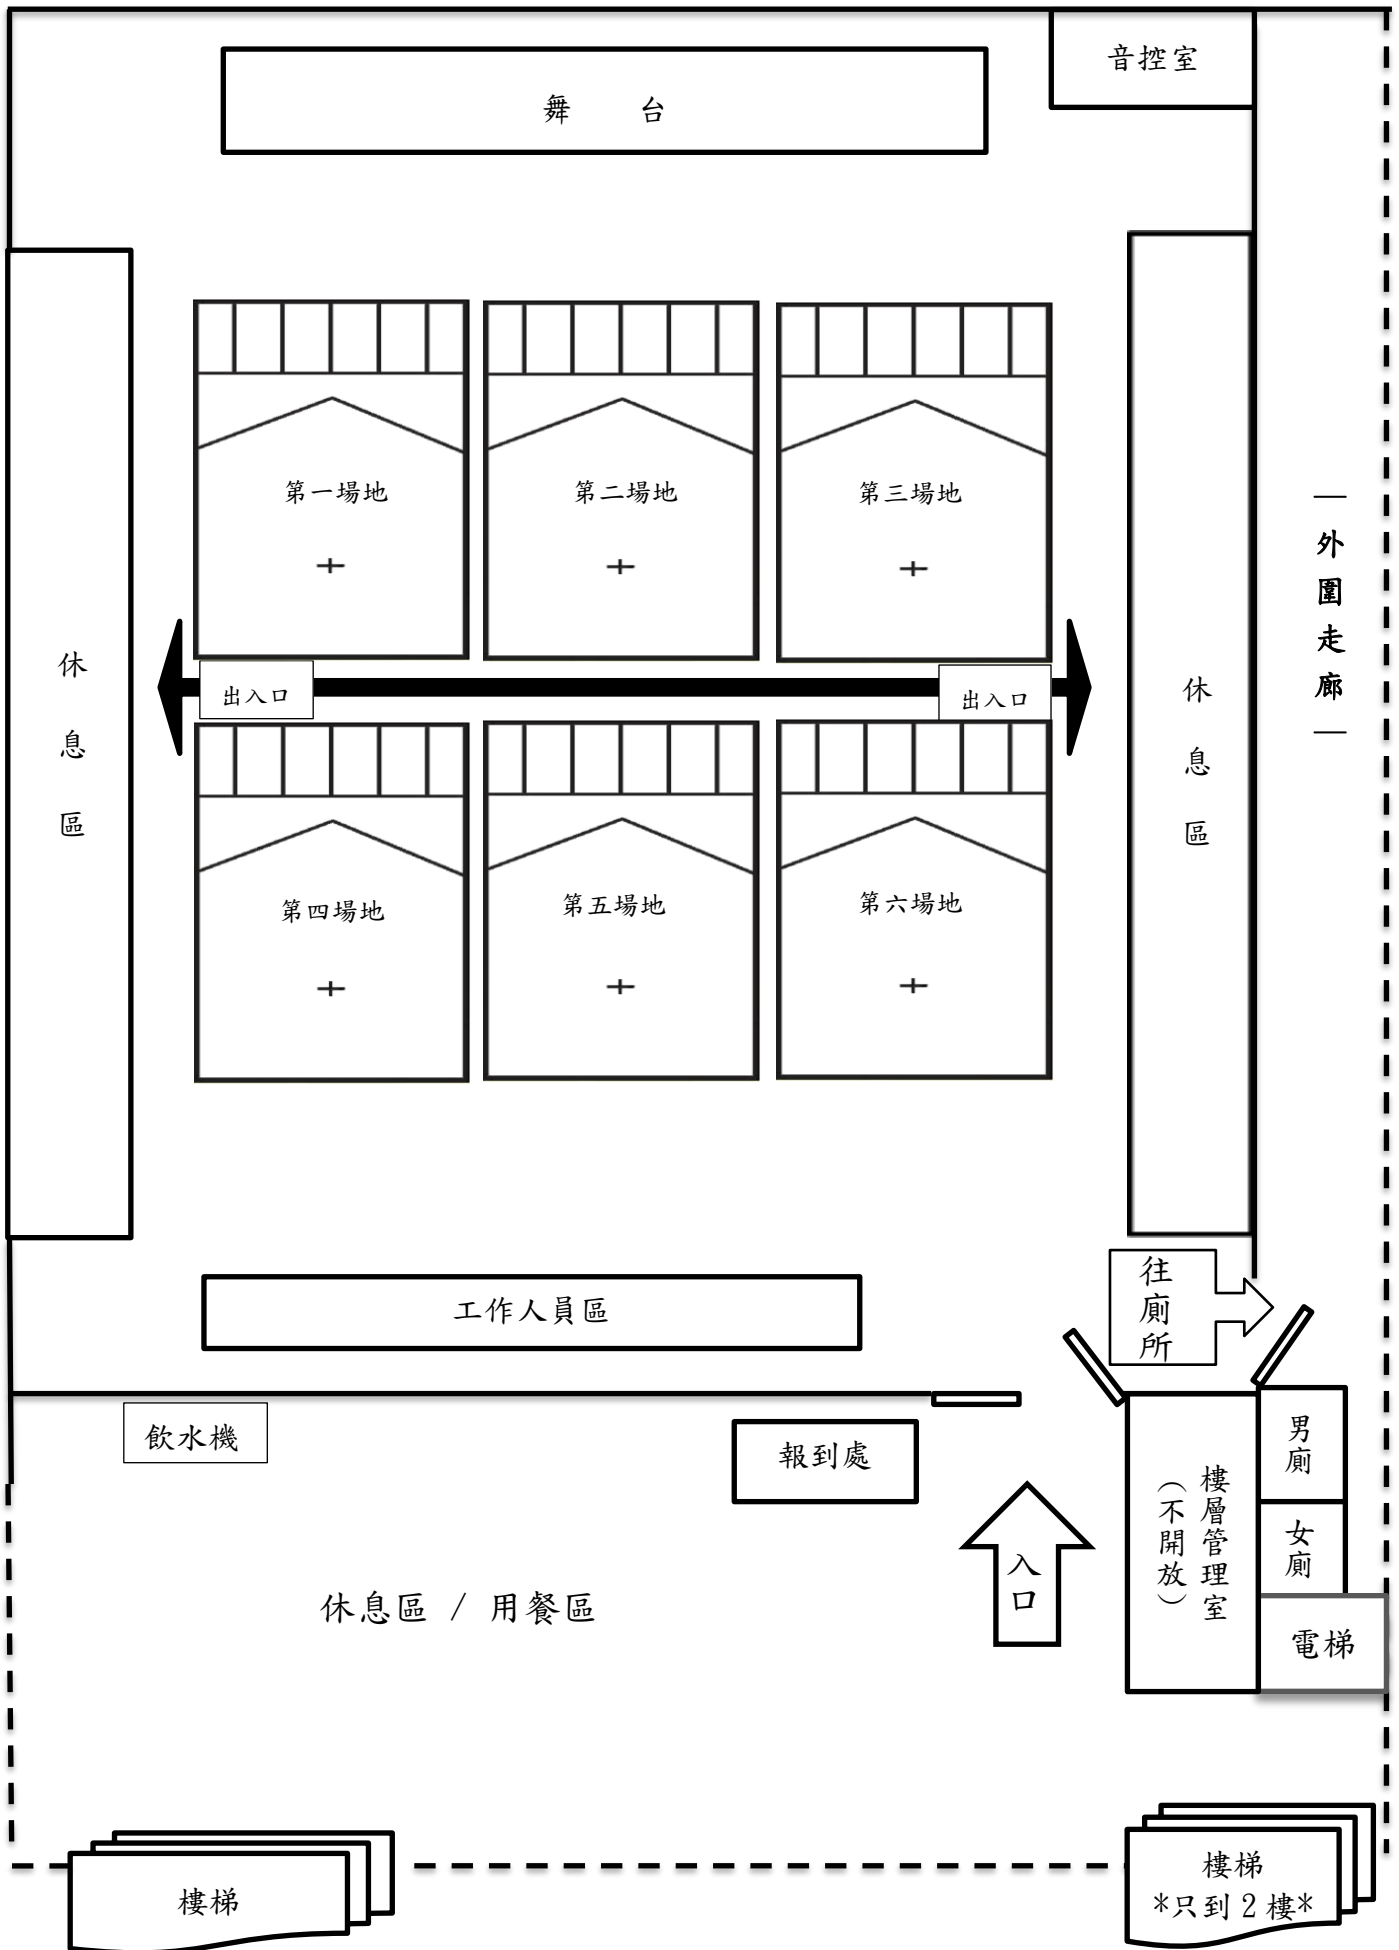 音控室
舞 台
第一場地
第二場地
第三場地
出入口
出入口
休息區
休息區
｜外圍走廊｜
第四場地
第五場地
第六場地
往廁所
工作人員區
飲水機
報到處
入口
樓層管理室
（不開放）
男廁
女廁
電梯
休息區 / 用餐區
樓梯
樓梯
*只到2樓*